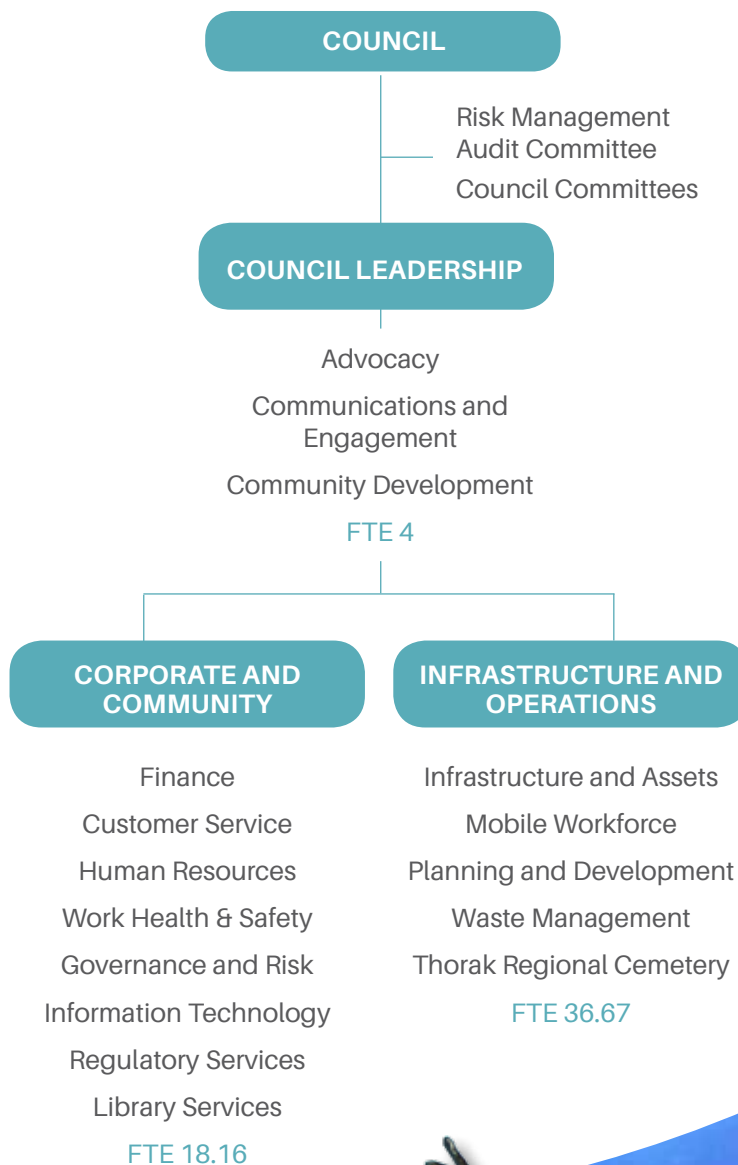 COUNCIL
Risk Management
Audit Committee
Council Committees
COUNCIL LEADERSHIP
Advocacy
Communications and
Engagement
Community Development
FTE 4
CORPORATE AND
COMMUNITY
Finance
Customer Service
Human Resources
Work Health & Safety
Governance and Risk
Information Technology
Regulatory Services
Library Services
FTE 18.16
INFRASTRUCTURE AND
OPERATIONS
Infrastructure and Assets
Mobile Workforce
Planning and Development
Waste Management
Thorak Regional Cemetery
FTE 36.67